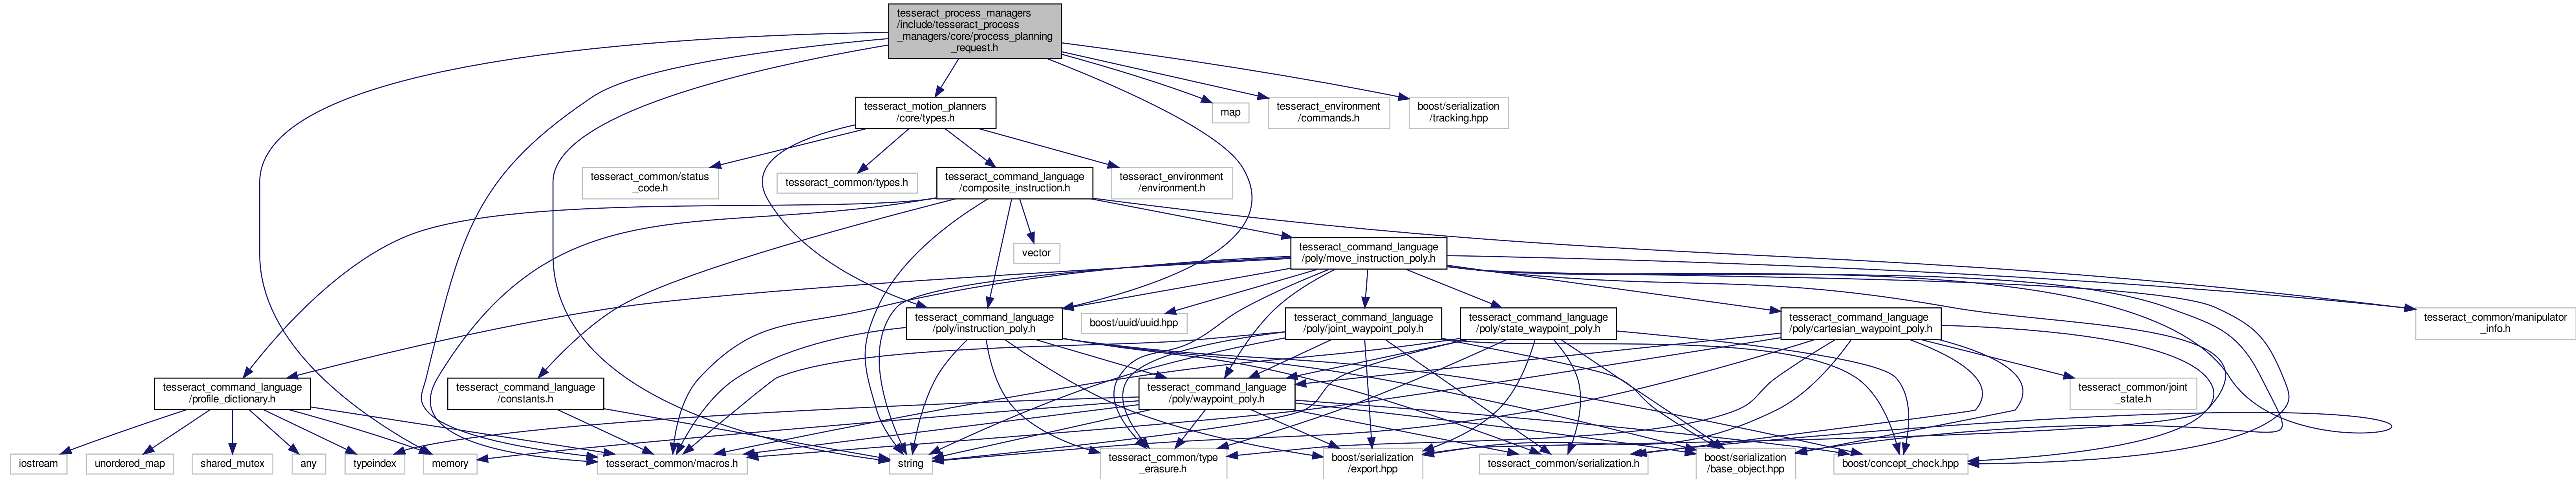 tesseract_process_managers
/include/tesseract_process
_managers/core/process_planning
_request.h
tesseract_motion_planners
/core/types.h
map
tesseract_environment
/commands.h
boost/serialization
/tracking.hpp
tesseract_common/status
_code.h
tesseract_common/types.h
tesseract_command_language
/composite_instruction.h
tesseract_environment
/environment.h
vector
tesseract_command_language
/poly/move_instruction_poly.h
tesseract_command_language
/poly/instruction_poly.h
boost/uuid/uuid.hpp
tesseract_command_language
/poly/joint_waypoint_poly.h
tesseract_command_language
/poly/state_waypoint_poly.h
tesseract_command_language
/poly/cartesian_waypoint_poly.h
tesseract_common/manipulator
_info.h
tesseract_command_language
/profile_dictionary.h
tesseract_command_language
/constants.h
tesseract_command_language
/poly/waypoint_poly.h
tesseract_common/joint
_state.h
iostream
unordered_map
shared_mutex
any
typeindex
memory
tesseract_common/macros.h
string
tesseract_common/type
_erasure.h
boost/serialization
/export.hpp
tesseract_common/serialization.h
boost/serialization
/base_object.hpp
boost/concept_check.hpp